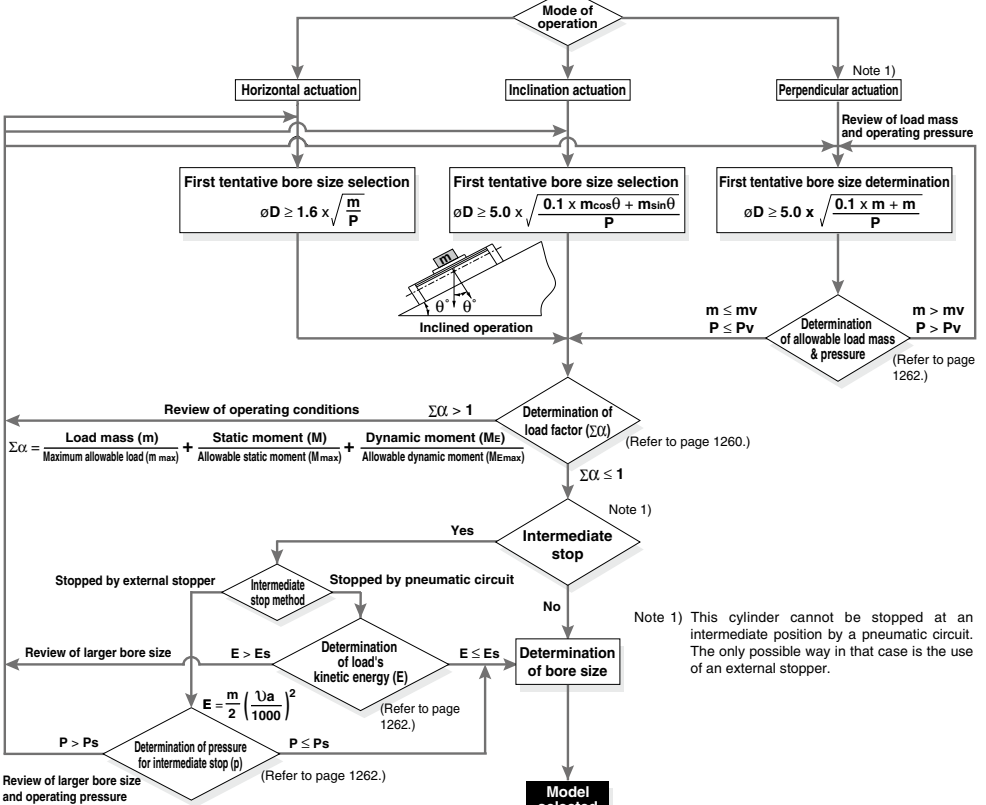 Mode of
operation
Note 1)
Horizontal actuation
Inclination actuation
Perpendicular actuation
Review of load mass
and operating pressure
First tentative bore size selection
øD ≥ 1.6 x √(m/P)
First tentative bore size selection
øD ≥ 5.0 x √((0.1 x mcosθ + msinθ)/P)
First tentative bore size determination
øD ≥ 5.0 x √((0.1 x m + m)/P)
m
θ° θ°
Inclined operation
m ≤ mv
P ≤ Pv
Determination
of allowable load mass
& pressure
m > mv
P > Pv
(Refer to page
1262.)
Review of operating conditions
Σα > 1
Determination of
load factor (Σα)
(Refer to page 1260.)
Σα = Load mass (m)/Maximum allowable load (m max) + Static moment (M)/Allowable static moment (Mmax) + Dynamic moment (ME)/Allowable dynamic moment (MEmax)
Σα ≤ 1
Note 1)
Yes
Intermediate
stop
Stopped by external stopper
Intermediate
stop method
Stopped by pneumatic circuit
No
Note 1) This cylinder cannot be stopped at an
intermediate position by a pneumatic circuit.
The only possible way in that case is the use
of an external stopper.
Review of larger bore size
E > Es
Determination
of load's
kinetic energy (E)
E ≤ Es
Determination
of bore size
E = m/2 (υa/1000)²
(Refer to page
1262.)
P > Ps
Determination of pressure
for intermediate stop (p)
P ≤ Ps
(Refer to page 1262.)
Review of larger bore size
and operating pressure
Model
selected